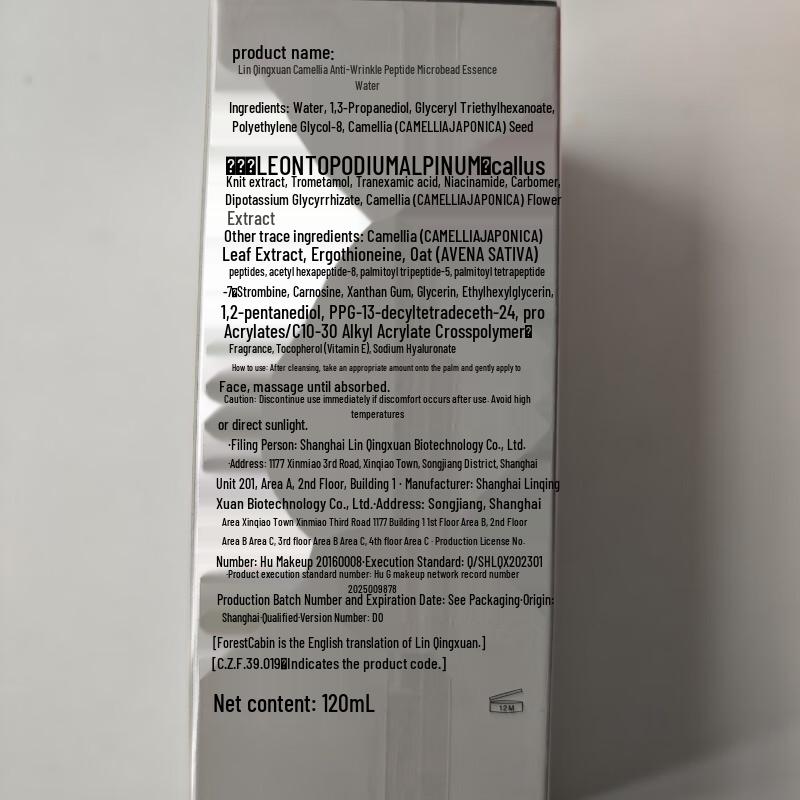 product name:
Lin Qingxuan Camellia Anti-Wrinkle Peptide Microbead Essence
Water
Ingredients: Water, 1,3-Propanediol, Glyceryl Triethylhexanoate,
Polyethylene Glycol-8, Camellia (CAMELLIAJAPONICA) Seed
LEONTOPODIUMALPINUM callus
Knit extract, Trometamol, Tranexamic acid, Niacinamide, Carbomer,
Dipotassium Glycyrrhizate, Camellia (CAMELLIAJAPONICA) Flower
Extract
Other trace ingredients: Camellia (CAMELLIAJAPONICA)
Leaf Extract, Ergothioneine, Oat (AVENA SATIVA)
peptides, acetyl hexapeptide-8, palmitoyl tripeptide-5, palmitoyl tetrapeptide
-7 Strombine, Carnosine, Xanthan Gum, Glycerin, Ethylhexylglycerin,
1,2-pentanediol, PPG-13-decyltetradeceth-24, pro
Acrylates/C10-30 Alkyl Acrylate Crosspolymer
Fragrance, Tocopherol (Vitamin E), Sodium Hyaluronate
How to use: After cleansing, take an appropriate amount onto the palm and gently apply to
Face, massage until absorbed.
Caution: Discontinue use immediately if discomfort occurs after use. Avoid high
temperatures
or direct sunlight.
·Filing Person: Shanghai Lin Qingxuan Biotechnology Co., Ltd.
·Address: 1177 Xinmiao 3rd Road, Xinqiao Town, Songjiang District, Shanghai
Unit 201, Area A, 2nd Floor, Building 1 · Manufacturer: Shanghai Linqing
Xuan Biotechnology Co., Ltd.·Address: Songjiang, Shanghai
Area Xinqiao Town Xinmiao Third Road 1177 Building 1 1st Floor Area B, 2nd Floor
Area B Area C, 3rd floor Area B Area C, 4th floor Area C · Production License No.
Number: Hu Makeup 20160008·Execution Standard: Q/SHLQX202301
·Product execution standard number: Hu G makeup network record number
2025009878
Production Batch Number and Expiration Date: See Packaging·Origin:
Shanghai·Qualified·Version Number: D0
[ForestCabin is the English translation of Lin Qingxuan.]
[C.Z.F.39.019 Indicates the product code.]
Net content: 120mL
12M